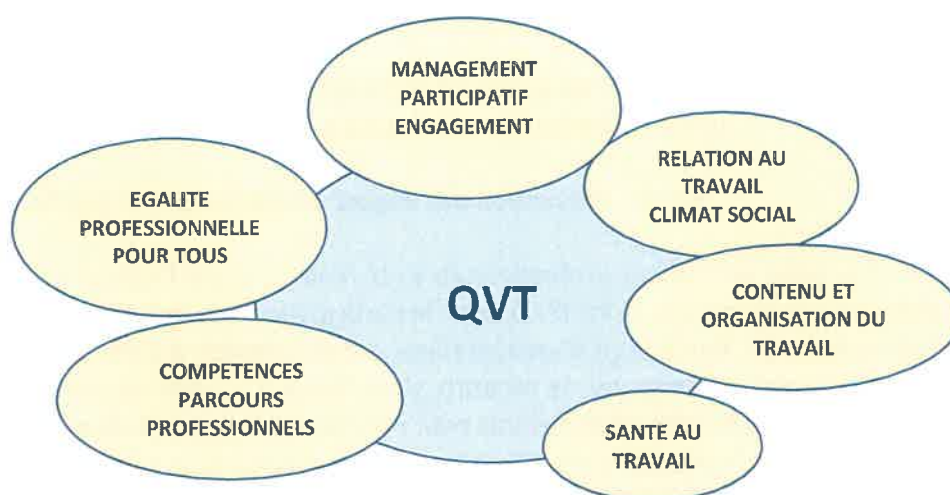 MANAGEMENT
PARTICIPATIF
ENGAGEMENT
RELATION AU
TRAVAIL
CLIMAT SOCIAL
EGALITE
PROFESSIONNELLE
POUR TOUS
QVT
CONTENU ET
ORGANISATION DU
TRAVAIL
COMPETENCES
PARCOURS
PROFESSIONNELS
SANTE AU
TRAVAIL